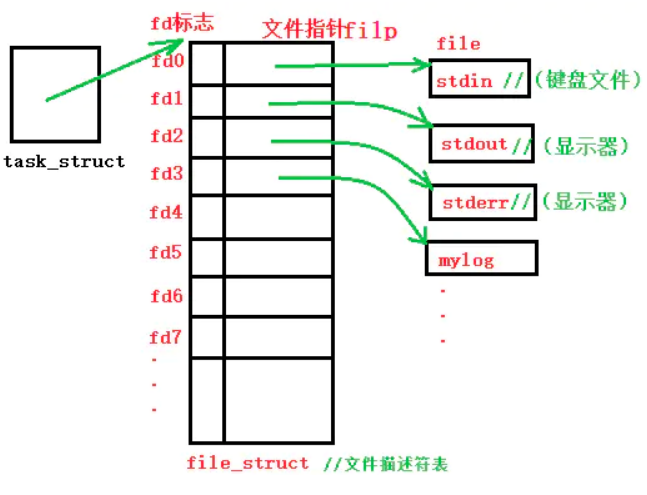 fd标志
文件指针filp
file
fd0
stdin //（键盘文件）
fd1
fd2
stdout //（显示器）
task_struct
fd3
stderr//（显示器）
fd4
fd5
mylog
fd6
fd7
file_struct //文件描述符表